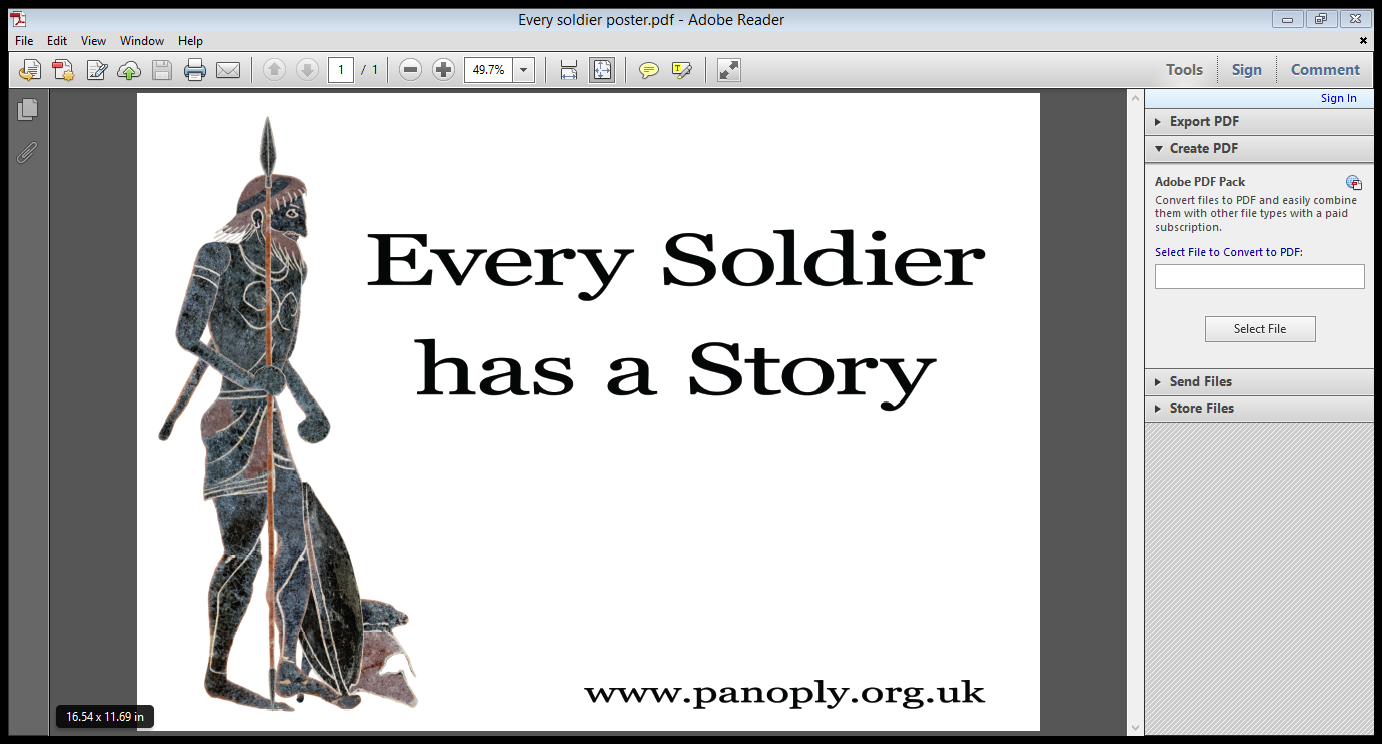 Every soldier poster.pdf - Adobe Reader
File Edit View Window Help
1 / 1 49.7% T
Tools Sign Comment
Sign In
Export PDF
Create PDF
Adobe PDF Pack
Convert files to PDF and easily combine
them with other file types with a paid
subscription.
Select File to Convert to PDF:
Select File
Send Files
Store Files
Every Soldier
has a Story
www.panoply.org.uk
16.54 x 11.69 in